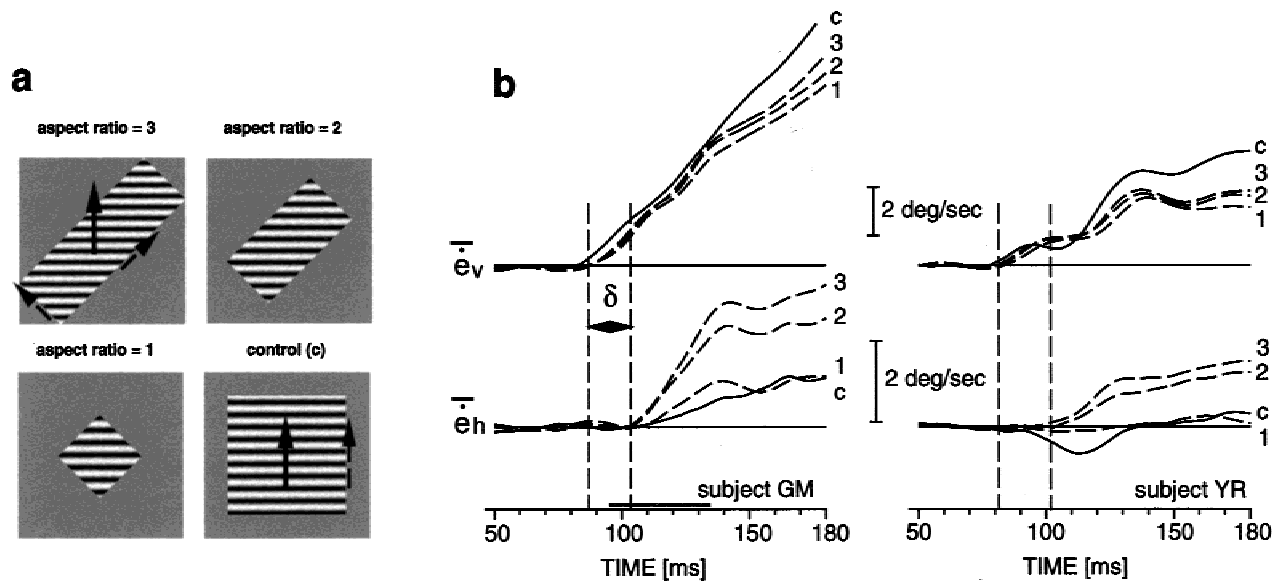 a
aspect ratio = 3
aspect ratio = 2
aspect ratio = 1
control (c)
b
c
3
2
1
ėv
δ
3
2
1
c
ėh
subject GM
50
100
150
180
TIME [ms]
2 deg/sec
2 deg/sec
c
3
2
1
3
2
c
1
subject YR
50
100
150
180
TIME [ms]